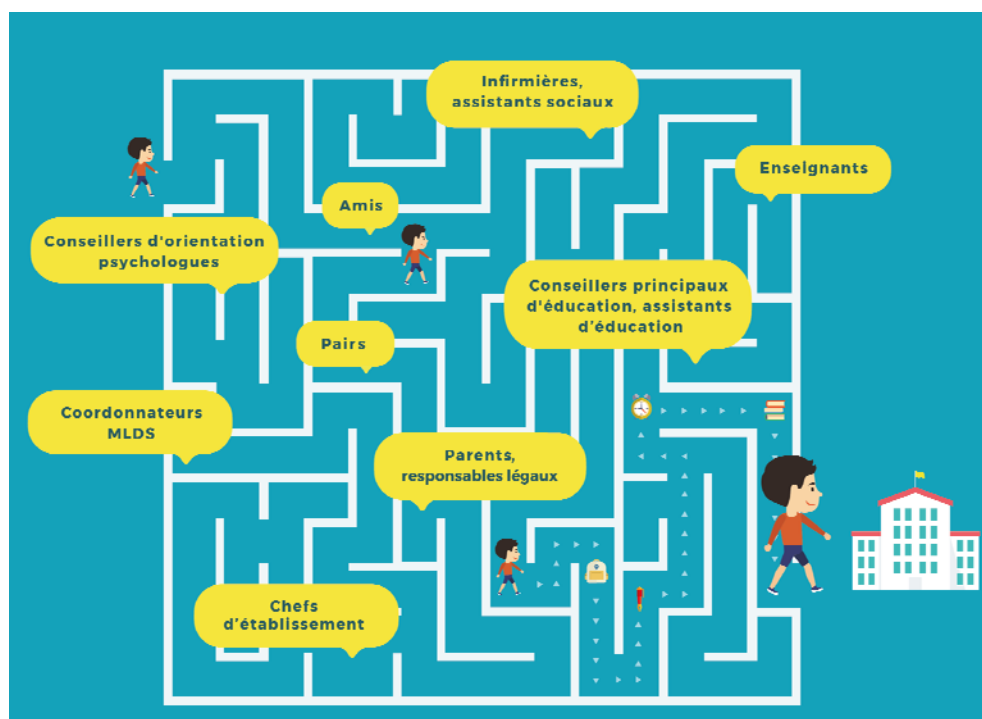 Infirmières,
assistants sociaux
Enseignants
Amis
Conseillers d'orientation
psychologues
Conseillers principaux
d'éducation, assistants
d’éducation
Pairs
Coordonnateurs
MLDS
Parents,
responsables légaux
Chefs
d’établissement